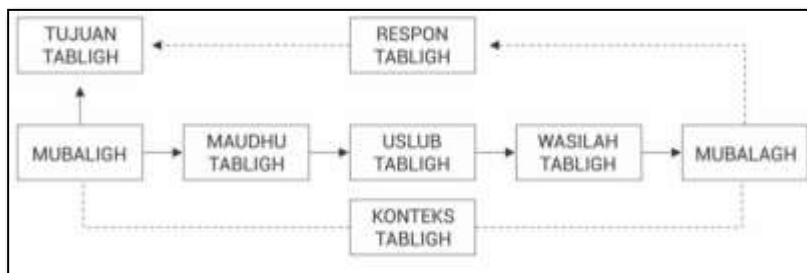 TUJUAN
TABLIGH
RESPON
TABLIGH
MUBALIGH
MAUDHU
TABLIGH
USLUB
TABLIGH
WASILAH
TABLIGH
MUBALAGH
KONTEKS
TABLIGH